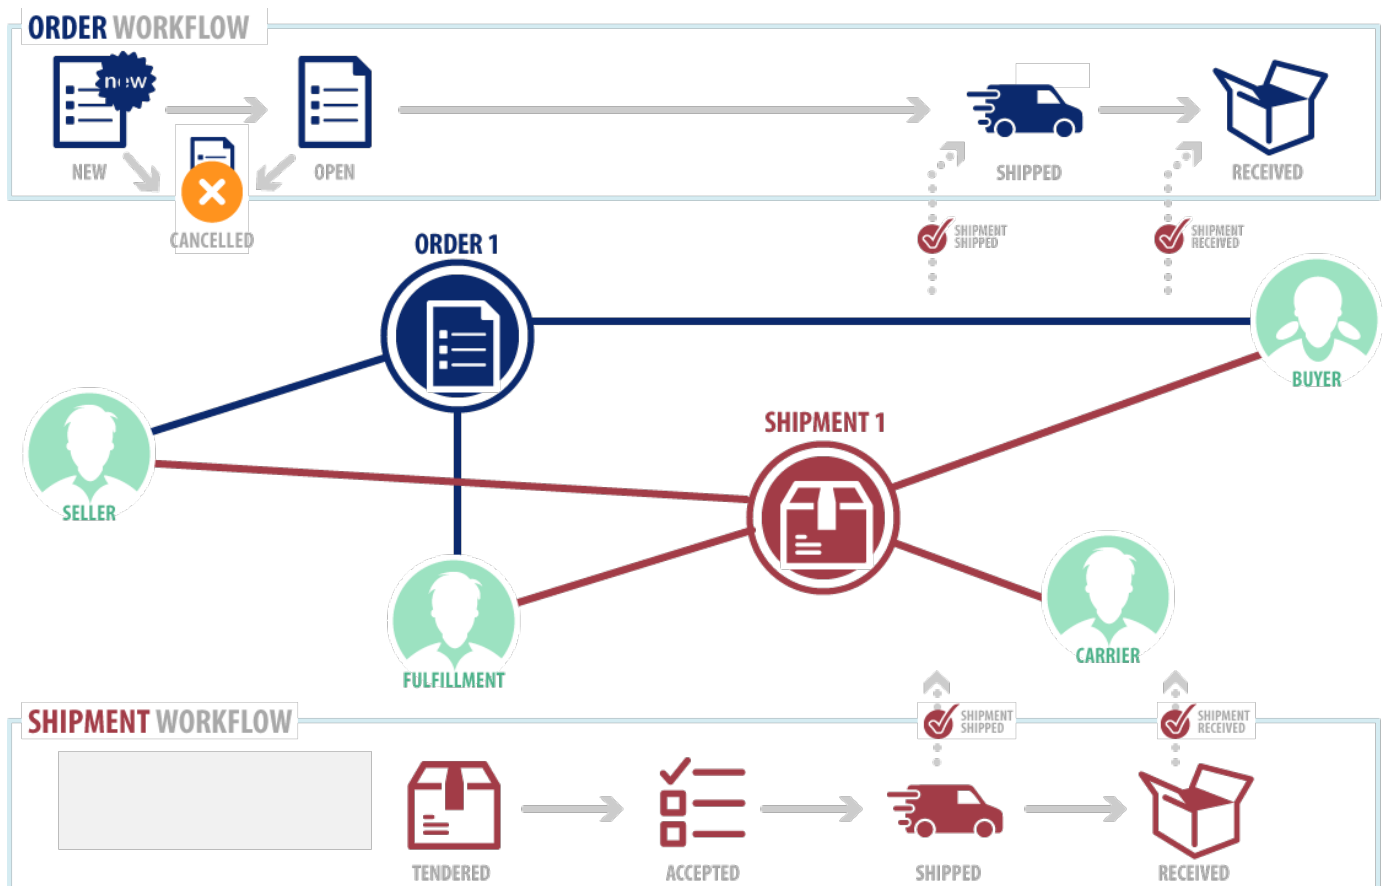 ORDER WORKFLOW
new
NEW
OPEN
SHIPPED
RECEIVED
CANCELLED
SHIPMENT
SHIPPED
SHIPMENT
RECEIVED
ORDER 1
BUYER
SHIPMENT 1
SELLER
CARRIER
FULFILLMENT
SHIPMENT WORKFLOW
SHIPMENT
SHIPPED
SHIPMENT
RECEIVED
TENDERED
ACCEPTED
SHIPPED
RECEIVED